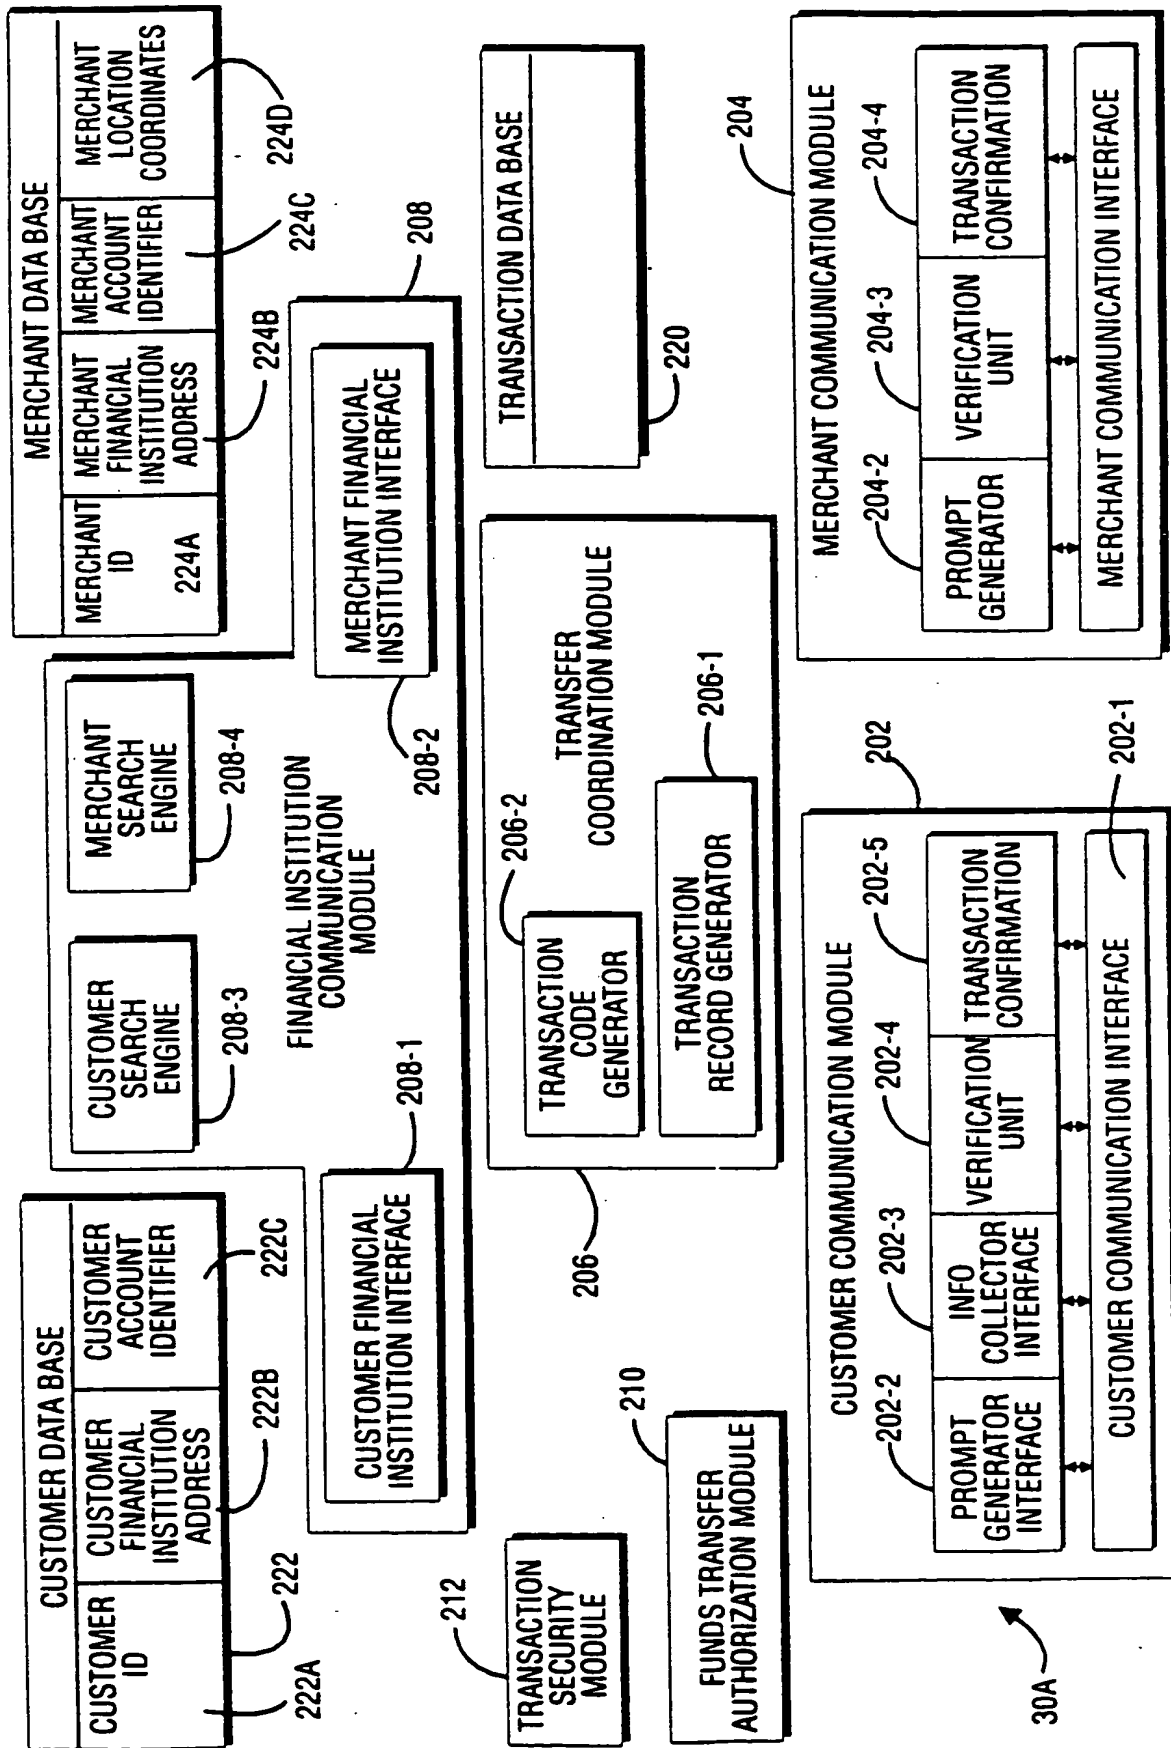 CUSTOMER DATA BASE
CUSTOMER
ID
CUSTOMER
FINANCIAL
INSTITUTION
ADDRESS
CUSTOMER
ACCOUNT
IDENTIFIER
222A
222
222B
222C
CUSTOMER
SEARCH
ENGINE
208-3
MERCHANT
SEARCH
ENGINE
208-4
MERCHANT DATA BASE
MERCHANT
ID
224A
MERCHANT
FINANCIAL
INSTITUTION
ADDRESS
MERCHANT
ACCOUNT
IDENTIFIER
MERCHANT
LOCATION
COORDINATES
224B
224C
224D
FINANCIAL INSTITUTION
COMMUNICATION
MODULE
CUSTOMER FINANCIAL
INSTITUTION INTERFACE
208-1
MERCHANT FINANCIAL
INSTITUTION INTERFACE
208-2
208
212
TRANSACTION
SECURITY
MODULE
206
TRANSACTION
CODE
GENERATOR
206-2
TRANSFER
COORDINATION MODULE
TRANSACTION
RECORD GENERATOR
206-1
TRANSACTION DATA BASE
220
210
FUNDS TRANSFER
AUTHORIZATION MODULE
30A
CUSTOMER COMMUNICATION MODULE
202
202-2
202-3
202-4
202-5
PROMPT
GENERATOR
INTERFACE
INFO
COLLECTOR
INTERFACE
VERIFICATION
UNIT
TRANSACTION
CONFIRMATION
CUSTOMER COMMUNICATION INTERFACE
202-1
MERCHANT COMMUNICATION MODULE
204
204-2
204-3
204-4
PROMPT
GENERATOR
VERIFICATION
UNIT
TRANSACTION
CONFIRMATION
MERCHANT COMMUNICATION INTERFACE